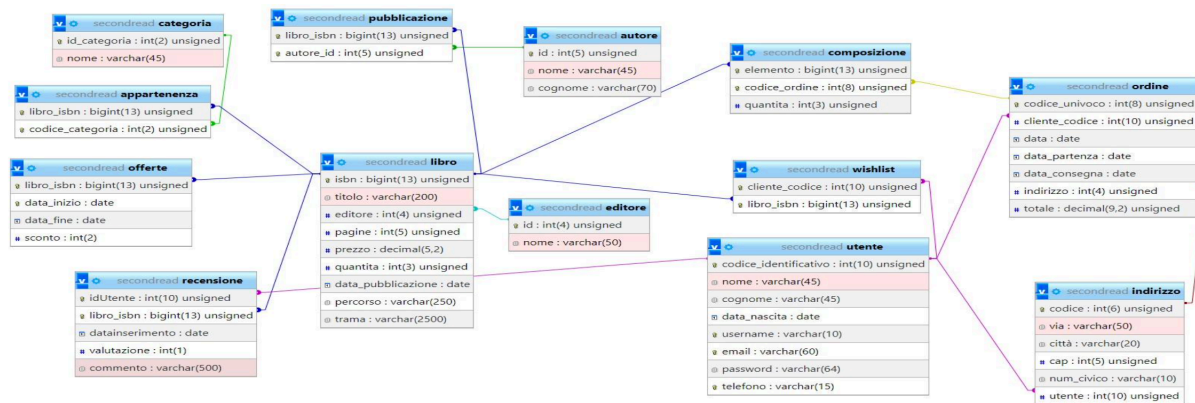 secondread categoria
id_categoria : int(2) unsigned
nome : varchar(45)
secondread pubblicazione
libro_isbn : bigint(13) unsigned
autore_id : int(5) unsigned
secondread autore
id : int(5) unsigned
nome : varchar(45)
cognome : varchar(70)
secondread composizione
elemento : bigint(13) unsigned
codice_ordine : int(8) unsigned
quantita : int(3) unsigned
secondread ordine
codice_univoco : int(8) unsigned
cliente_codice : int(10) unsigned
data : date
data_partenza : date
data_consegna : date
indirizzo : int(4) unsigned
totale : decimal(9,2) unsigned
secondread appartenenza
libro_isbn : bigint(13) unsigned
codice_categoria : int(2) unsigned
secondread offerte
libro_isbn : bigint(13) unsigned
data_inizio : date
data_fine : date
sconto : int(2)
secondread libro
isbn : bigint(13) unsigned
titolo : varchar(200)
editore : int(4) unsigned
pagine : int(5) unsigned
prezzo : decimal(5,2)
quantita : int(3) unsigned
data_pubblicazione : date
percorso : varchar(250)
trama : varchar(2500)
secondread editore
id : int(4) unsigned
nome : varchar(50)
secondread wishlist
cliente_codice : int(10) unsigned
libro_isbn : bigint(13) unsigned
secondread utente
codice_identificativo : int(10) unsigned
nome : varchar(45)
cognome : varchar(45)
data_nascita : date
username : varchar(10)
email : varchar(60)
password : varchar(64)
telefono : varchar(15)
secondread recensione
idUtente : int(10) unsigned
libro_isbn : bigint(13) unsigned
datainserimento : date
valutazione : int(1)
commento : varchar(500)
secondread indirizzo
codice : int(6) unsigned
via : varchar(50)
città : varchar(20)
cap : int(5) unsigned
num_civico : varchar(10)
utente : int(10) unsigned